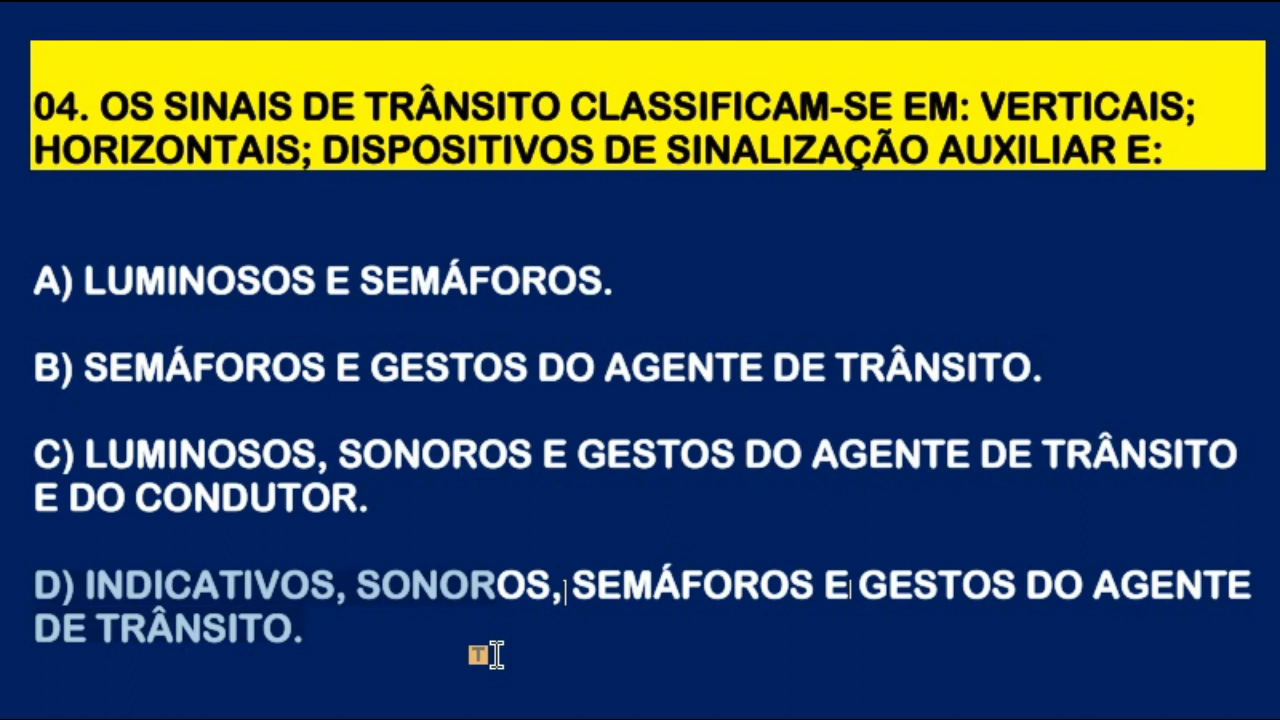 04. OS SINAIS DE TRÂNSITO CLASSIFICAM-SE EM: VERTICAIS;
HORIZONTAIS; DISPOSITIVOS DE SINALIZAÇÃO AUXILIAR E:
A) LUMINOSOS E SEMÁFOROS.
B) SEMÁFOROS E GESTOS DO AGENTE DE TRÂNSITO.
C) LUMINOSOS, SONOROS E GESTOS DO AGENTE DE TRÂNSITO
E DO CONDUTOR.
D) INDICATIVOS, SONOROS, SEMÁFOROS E GESTOS DO AGENTE
DE TRÂNSITO.
T